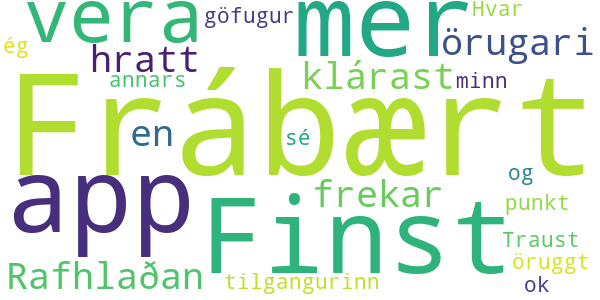 vera göfugur mer Hvar
ég hratt örugari
annars klárast minn
Frábært
en sé
app Finst frekar og
punkt
Rafhlaðan Traust
tilgangurinn öruggt
ok